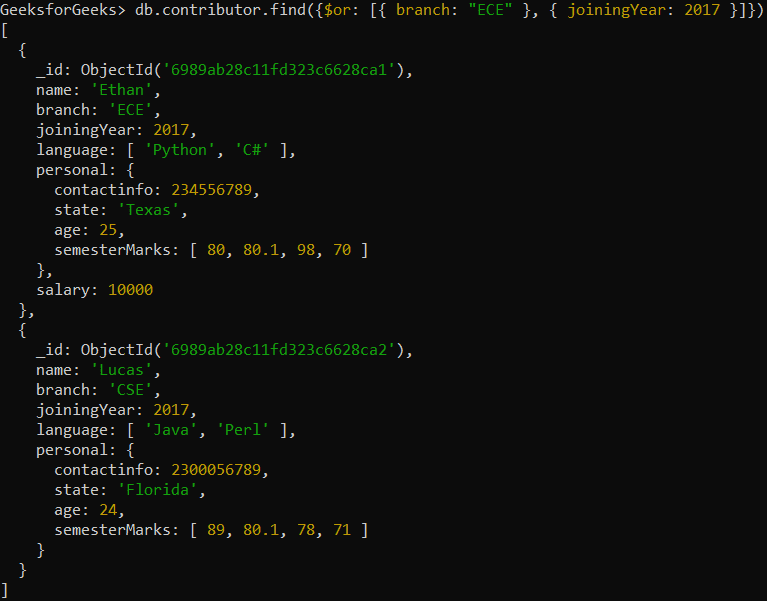 GeeksforGeeks> db.contributor.find({$or: [{ branch: "ECE" }, { joiningYear: 2017 }]})
[
  {
    _id: ObjectId('6989ab28c11fd323c6628ca1'),
    name: 'Ethan',
    branch: 'ECE',
    joiningYear: 2017,
    language: [ 'Python', 'C#' ],
    personal: {
      contactinfo: 234556789,
      state: 'Texas',
      age: 25,
      semesterMarks: [ 80, 80.1, 98, 70 ]
    },
    salary: 10000
  },
  {
    _id: ObjectId('6989ab28c11fd323c6628ca2'),
    name: 'Lucas',
    branch: 'CSE',
    joiningYear: 2017,
    language: [ 'Java', 'Perl' ],
    personal: {
      contactinfo: 2300056789,
      state: 'Florida',
      age: 24,
      semesterMarks: [ 89, 80.1, 78, 71 ]
    }
  }
]